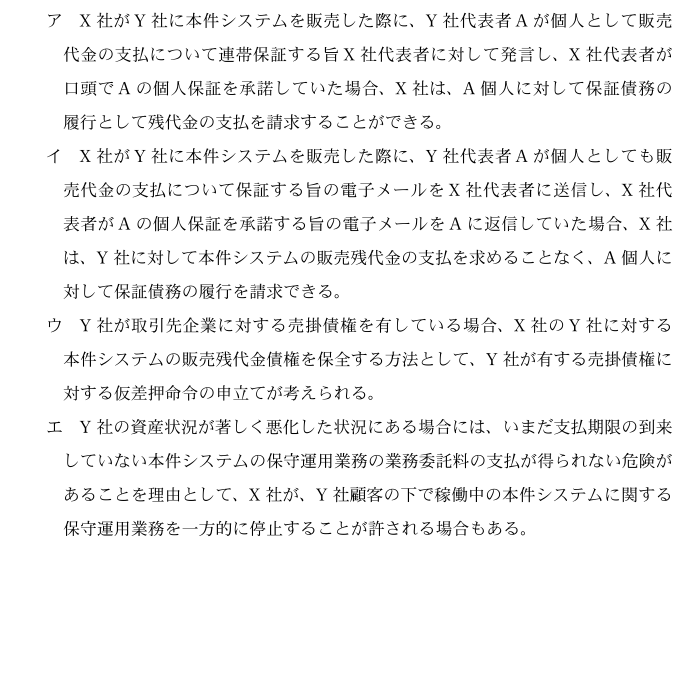 ア　X 社が Y 社に本件システムを販売した際に、Y 社代表者 A が個人として販売
代金の支払について連帯保証する旨 X 社代表者に対して発言し、X 社代表者が
口頭で A の個人保証を承諾していた場合、X 社は、A 個人に対して保証債務の
履行として残代金の支払を請求することができる。
イ　X 社が Y 社に本件システムを販売した際に、Y 社代表者 A が個人としても販
売代金の支払について保証する旨の電子メールを X 社代表者に送信し、X 社代
表者が A の個人保証を承諾する旨の電子メールを A に返信していた場合、X 社
は、Y 社に対して本件システムの販売残代金の支払を求めることなく、A 個人に
対して保証債務の履行を請求できる。
ウ　Y 社が取引先企業に対する売掛債権を有している場合、X 社の Y 社に対する
本件システムの販売残代金債権を保全する方法として、Y 社が有する売掛債権に
対する仮差押命令の申立てが考えられる。
エ　Y 社の資産状況が著しく悪化した状況にある場合には、いまだ支払期限の到来
していない本件システムの保守運用業務の業務委託料の支払が得られない危険が
あることを理由として、X 社が、Y 社顧客の下で稼働中の本件システムに関する
保守運用業務を一方的に停止することが許される場合もある。